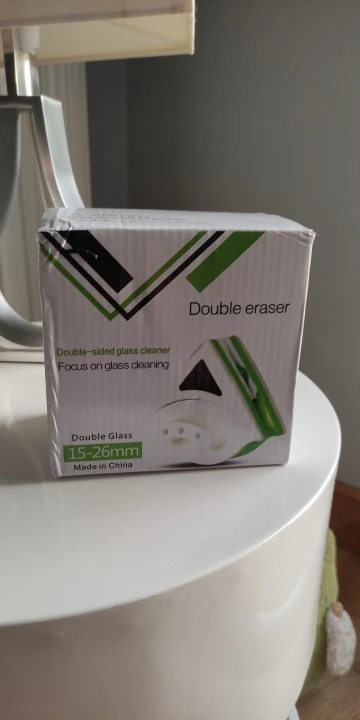 Double eraser
Double-sided glass cleaner
Focus on glass cleaning
Double Glass
15-26mm
Made in China